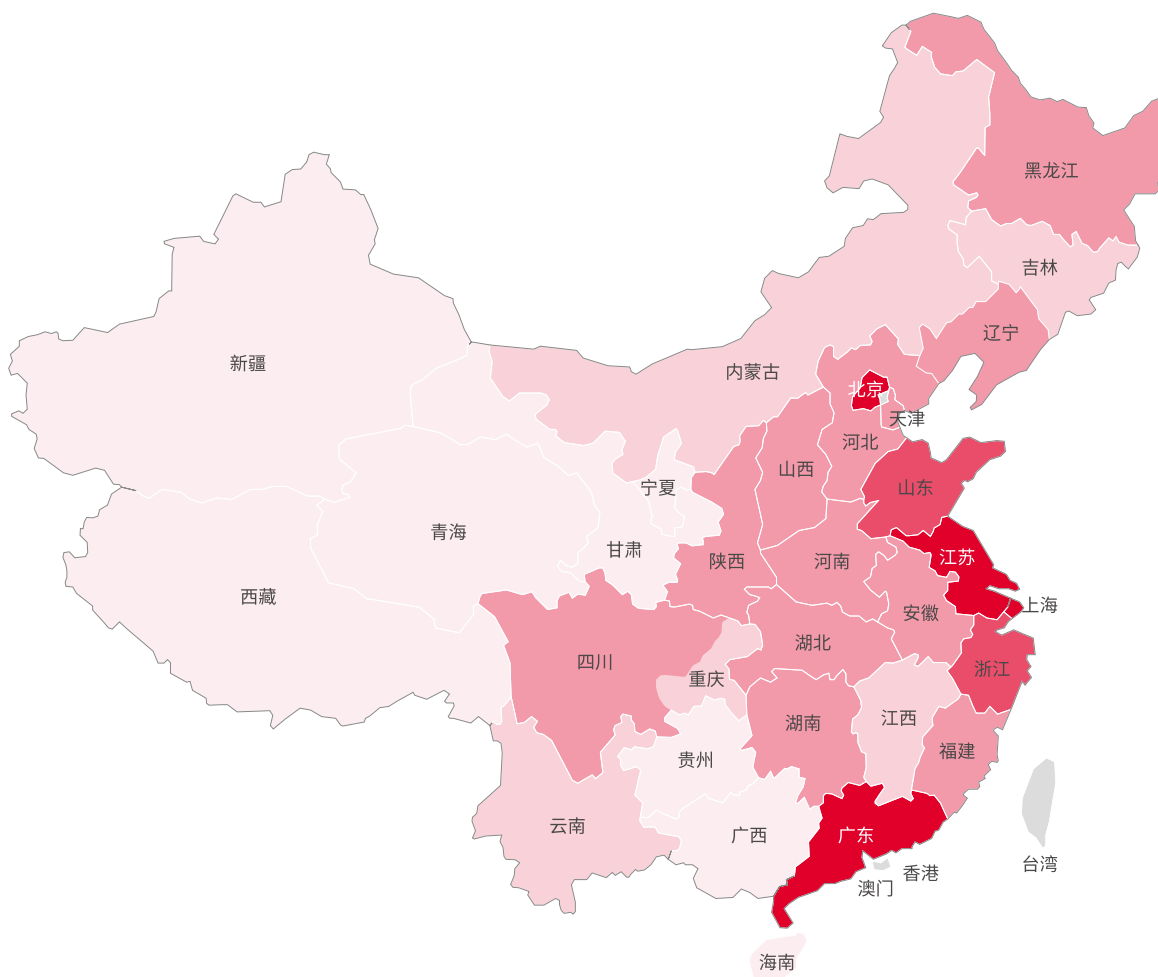 黑龙江
吉林
辽宁
新疆
内蒙古
北京
天津
河北
山西
宁夏
山东
青海
甘肃
陕西
河南
江苏
西藏
上海
安徽
湖北
四川
浙江
重庆
江西
湖南
福建
贵州
云南
广西
广东
台湾
香港
澳门
海南